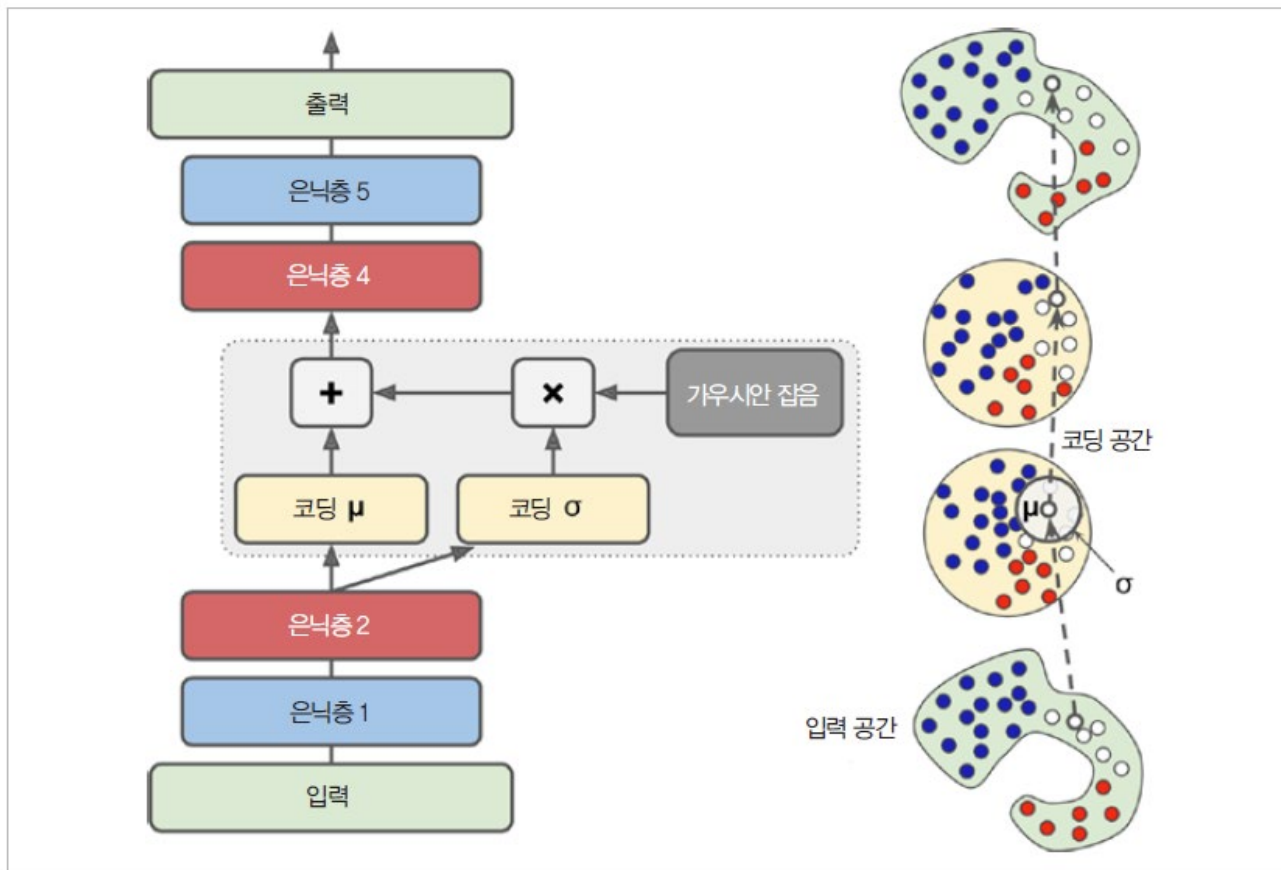 출력
은닉층 5
은닉층 4
+
×
가우시안 잡음
코딩 μ
코딩 σ
은닉층 2
은닉층 1
입력
코딩 공간
μ
σ
입력 공간